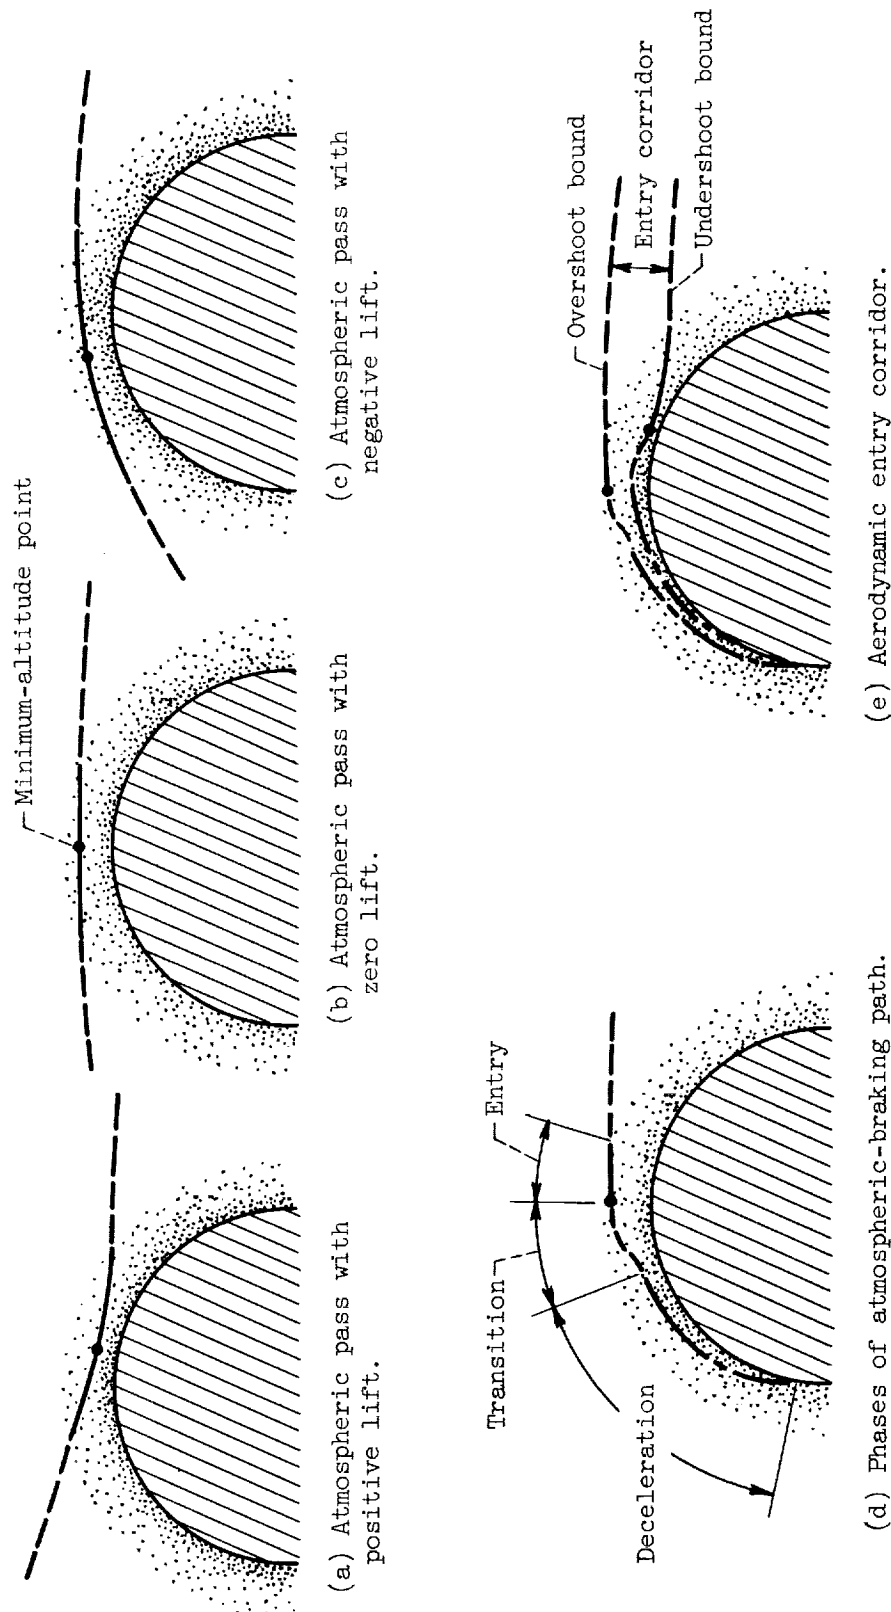 Minimum-altitude point
(a) Atmospheric pass with
positive lift.
(b) Atmospheric pass with
zero lift.
(c) Atmospheric pass with
negative lift.
Transition
Entry
Deceleration
(d) Phases of atmospheric-braking path.
Overshoot bound
Entry corridor
Undershoot bound
(e) Aerodynamic entry corridor.